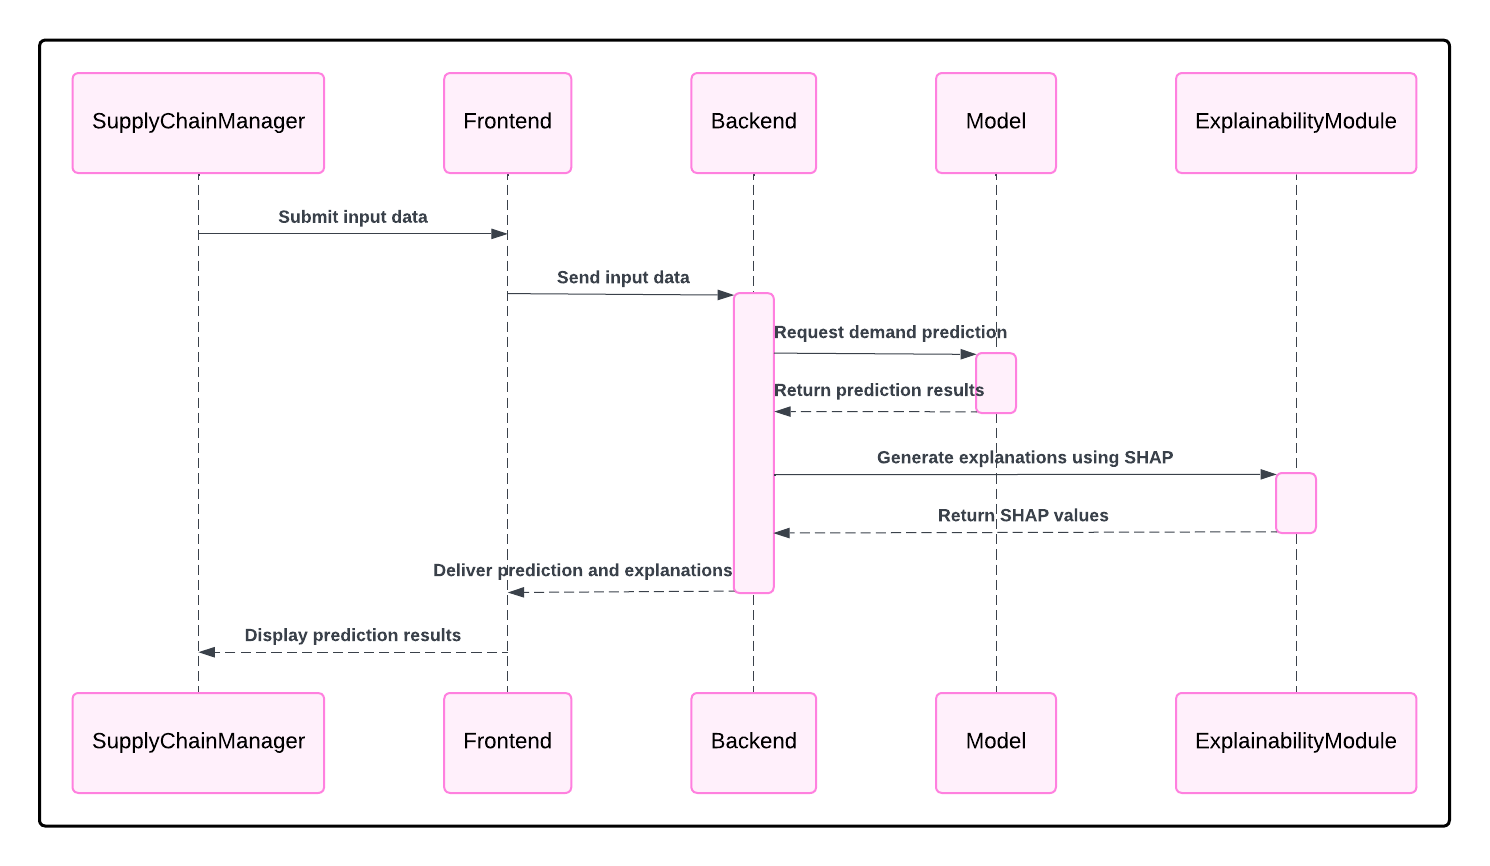 SupplyChainManager
Frontend
Backend
Model
ExplainabilityModule
Submit input data
Send input data
Request demand prediction
Return prediction results
Generate explanations using SHAP
Return SHAP values
Deliver prediction and explanations
Display prediction results
SupplyChainManager
Frontend
Backend
Model
ExplainabilityModule